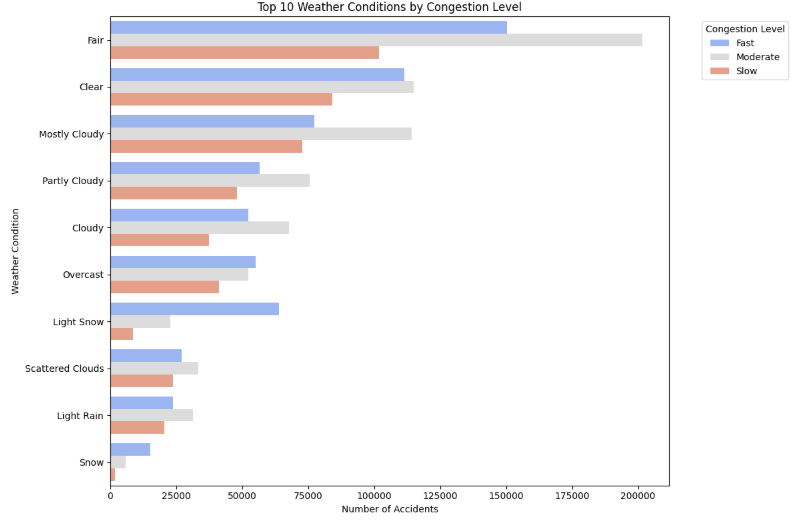 Top 10 Weather Conditions by Congestion Level
Congestion Level
Fast
Moderate
Slow
Weather Condition
Fair
Clear
Mostly Cloudy
Partly Cloudy
Cloudy
Overcast
Light Snow
Scattered Clouds
Light Rain
Snow
0 25000 50000 75000 100000 125000 150000 175000 200000
Number of Accidents